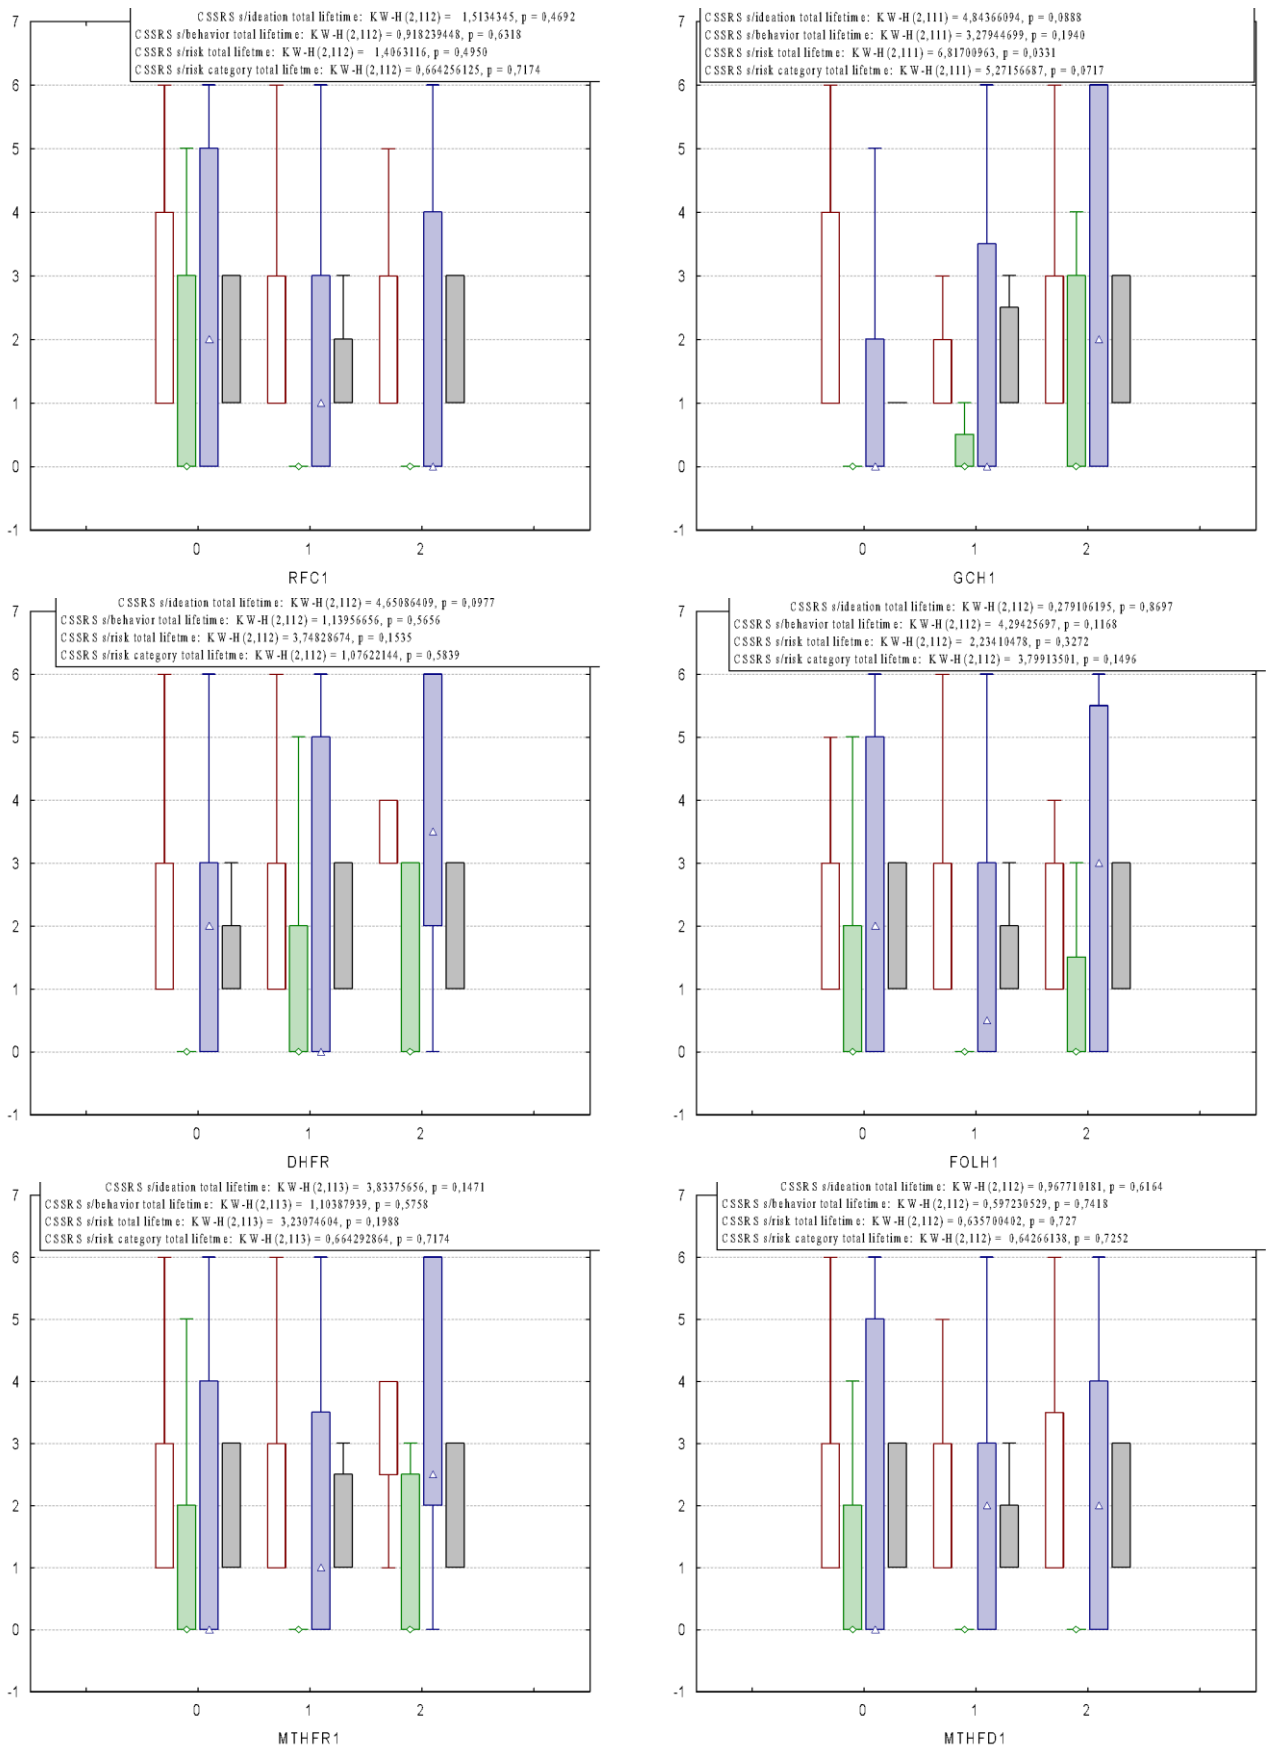 CSSRS s/ideation total lifetime: KW-H(2,112) = 1,5134345, p = 0,4692
CSSRS s/behavior total lifetime: KW-H(2,112) = 0,918239448, p = 0,6318
CSSRS s/risk total lifetime: KW-H(2,112) = 1,4063116, p = 0,4950
CSSRS s/risk category total lifetime: KW-H(2,112) = 0,664256125, p = 0,7174
7
6
5
4
3
2
1
0
-1
0 1 2
RFC1
CSSRS s/ideation total lifetime: KW-H(2,111) = 4,84366094, p = 0,0888
CSSRS s/behavior total lifetime: KW-H(2,111) = 3,27944699, p = 0,1940
CSSRS s/risk total lifetime: KW-H(2,111) = 6,81700963, p = 0,0331
CSSRS s/risk category total lifetime: KW-H(2,111) = 5,27156687, p = 0,0717
7
6
5
4
3
2
1
0
-1
0 1 2
GCH1
CSSRS s/ideation total lifetime: KW-H(2,112) = 4,65086409, p = 0,0977
CSSRS s/behavior total lifetime: KW-H(2,112) = 1,13956656, p = 0,5656
CSSRS s/risk total lifetime: KW-H(2,112) = 3,74828674, p = 0,1535
CSSRS s/risk category total lifetime: KW-H(2,112) = 1,07622144, p = 0,5839
7
6
5
4
3
2
1
0
-1
0 1 2
DHFR
CSSRS s/ideation total lifetime: KW-H(2,112) = 0,279106195, p = 0,8697
CSSRS s/behavior total lifetime: KW-H(2,112) = 4,29425697, p = 0,1168
CSSRS s/risk total lifetime: KW-H(2,112) = 2,23410478, p = 0,3272
CSSRS s/risk category total lifetime: KW-H(2,112) = 3,79913501, p = 0,1496
7
6
5
4
3
2
1
0
-1
0 1 2
FOLH1
CSSRS s/ideation total lifetime: KW-H(2,113) = 3,83375656, p = 0,1471
CSSRS s/behavior total lifetime: KW-H(2,113) = 1,10387939, p = 0,5758
CSSRS s/risk total lifetime: KW-H(2,113) = 3,23074604, p = 0,1988
CSSRS s/risk category total lifetime: KW-H(2,113) = 0,664292864, p = 0,7174
7
6
5
4
3
2
1
0
-1
0 1 2
MTHFR1
CSSRS s/ideation total lifetime: KW-H(2,112) = 0,967710181, p = 0,6164
CSSRS s/behavior total lifetime: KW-H(2,112) = 0,597230529, p = 0,7418
CSSRS s/risk total lifetime: KW-H(2,112) = 0,635700402, p = 0,727
CSSRS s/risk category total lifetime: KW-H(2,112) = 0,64266138, p = 0,7252
7
6
5
4
3
2
1
0
-1
0 1 2
MTHFD1